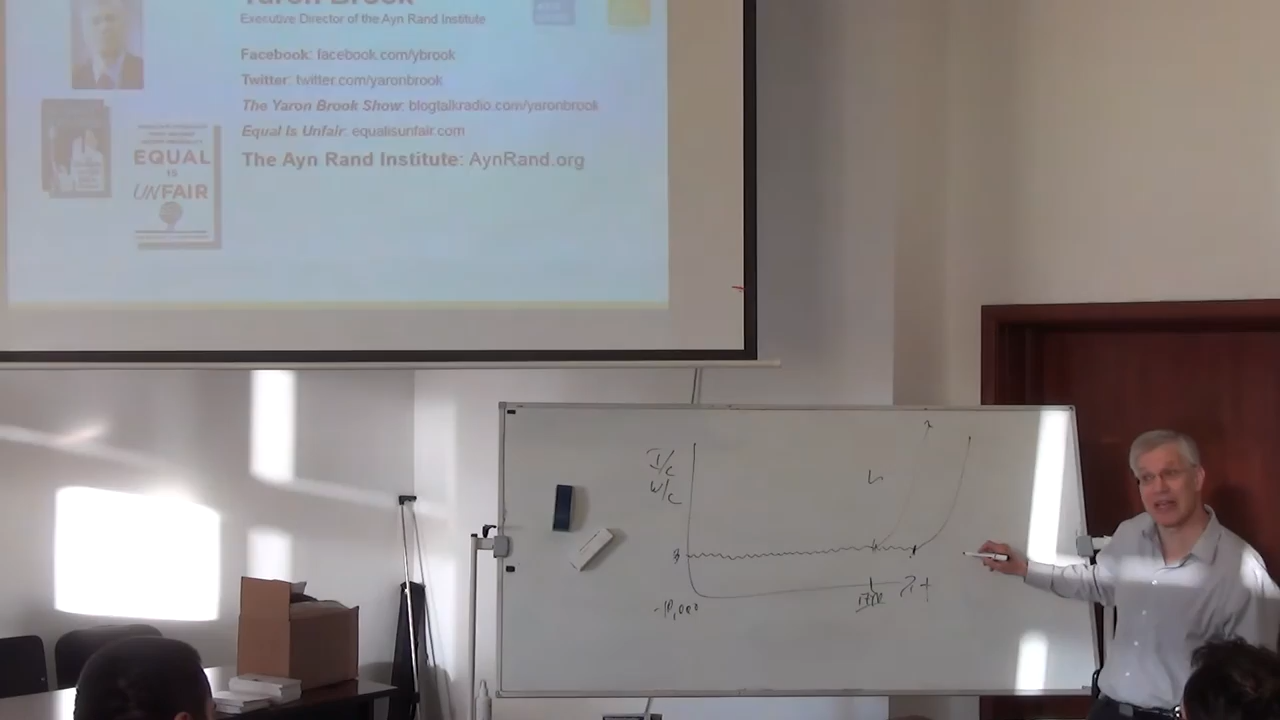 Yaron Brook
Executive Director of the Ayn Rand Institute
Facebook: facebook.com/ybrook
Twitter: twitter.com/yaronbrook
The Yaron Brook Show: blogtalkradio.com/yaronbrook
Equal Is Unfair: equalisunfair.com
The Ayn Rand Institute: AynRand.org
EQUAL
IS
UNFAIR
I/C
W/C
-10,000